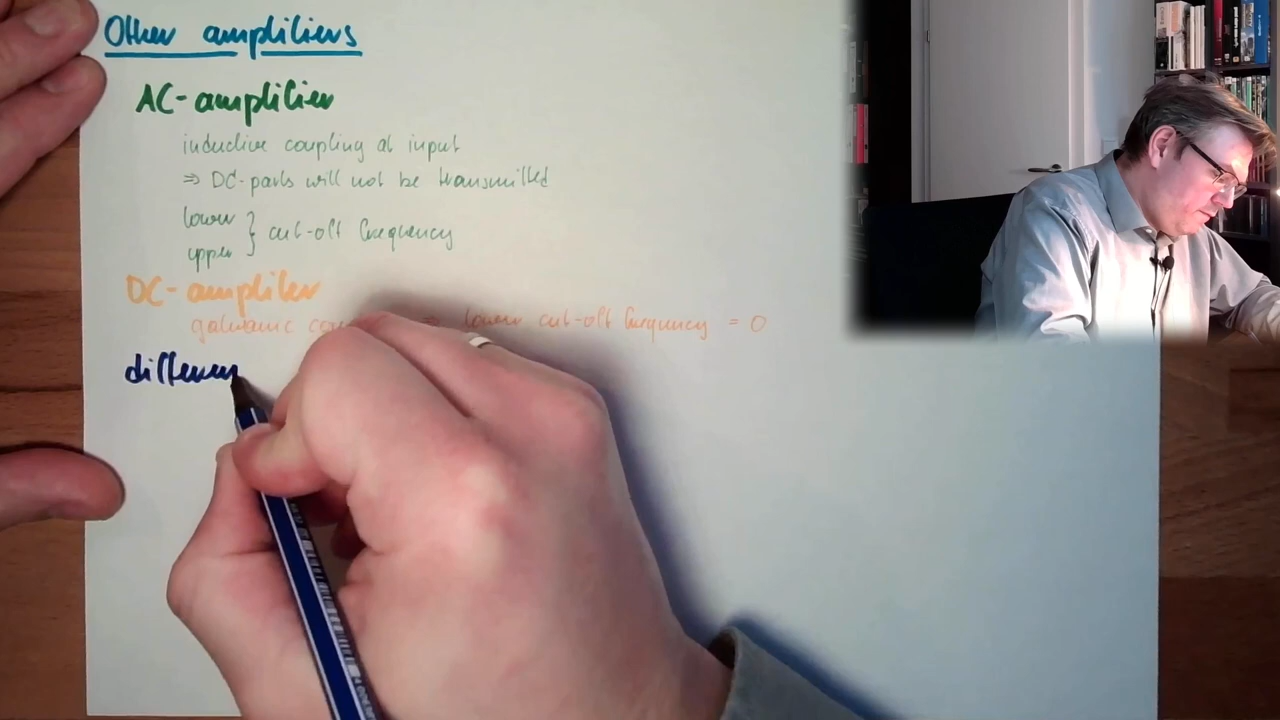 Other amplifiers
AC-amplifier
inductive coupling at input
⇒ DC-parts will not be transmitted
lower
upper } cut-off frequency
DC-amplifier
galvanic ⇒ lower cut-off frequency = 0
differen